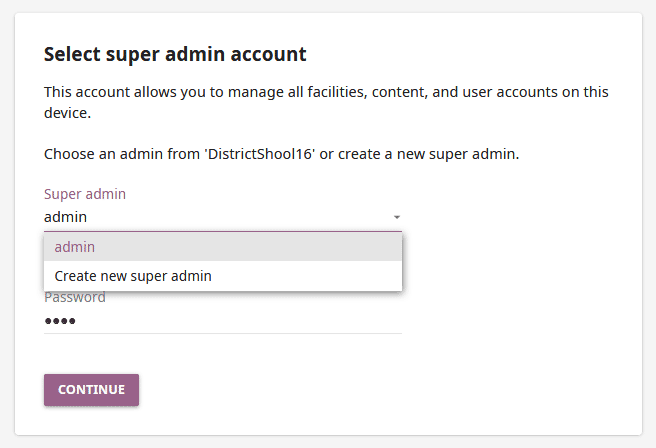 Select super admin account
This account allows you to manage all facilities, content, and user accounts on this
device.
Choose an admin from 'DistrictShool16' or create a new super admin.
Super admin
admin
admin
Create new super admin
Password
••••
CONTINUE